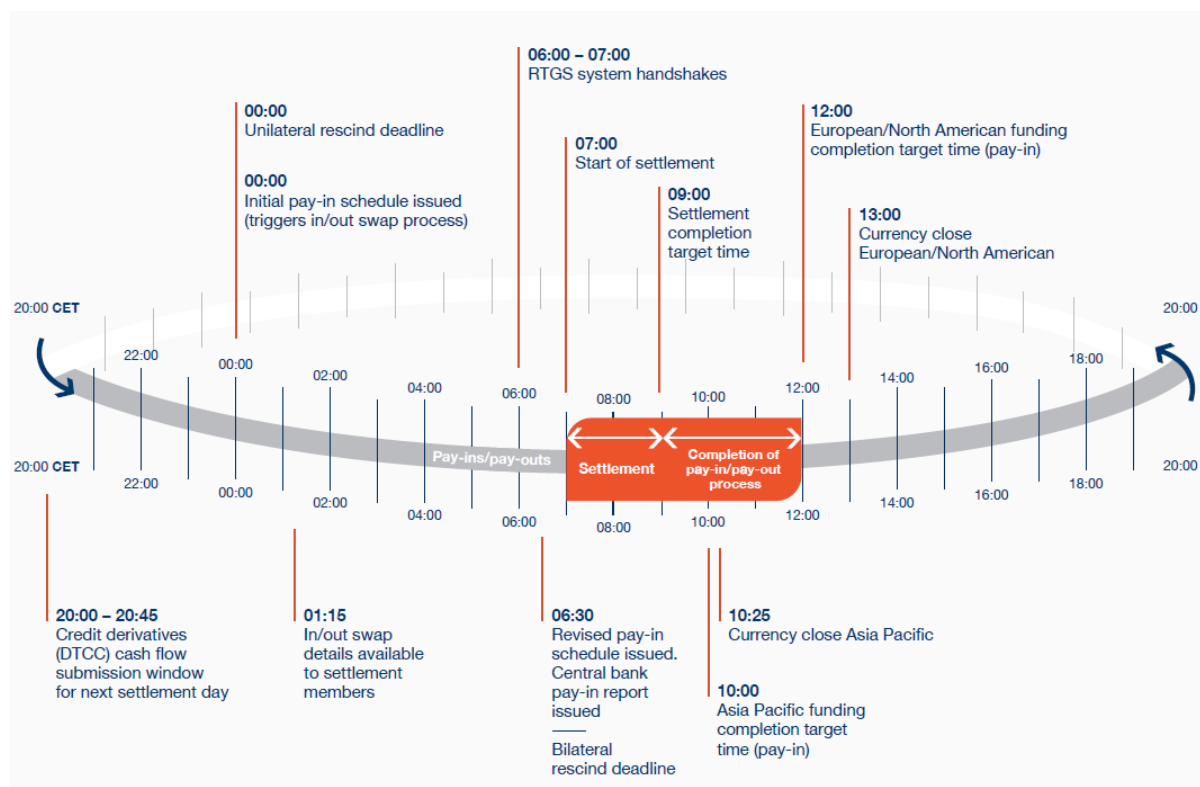 06:00 – 07:00
RTGS system handshakes
00:00
Unilateral rescind deadline
00:00
Initial pay-in schedule issued
(triggers in/out swap process)
07:00
Start of settlement
09:00
Settlement
completion
target time
12:00
European/North American funding
completion target time (pay-in)
13:00
Currency close
European/North American
20:00 CET
20:00
22:00
00:00
02:00
04:00
06:00
08:00
10:00
12:00
14:00
16:00
18:00
Pay-ins/pay-outs
Settlement
Completion of
pay-in/pay-out
process
20:00 CET
20:00
22:00
00:00
02:00
04:00
06:00
08:00
10:00
12:00
14:00
16:00
18:00
20:00 – 20:45
Credit derivatives
(DTCC) cash flow
submission window
for next settlement day
01:15
In/out swap
details available
to settlement
members
06:30
Revised pay-in
schedule issued.
Central bank
pay-in report
issued
Bilateral
rescind deadline
10:25
Currency close Asia Pacific
10:00
Asia Pacific funding
completion target
time (pay-in)